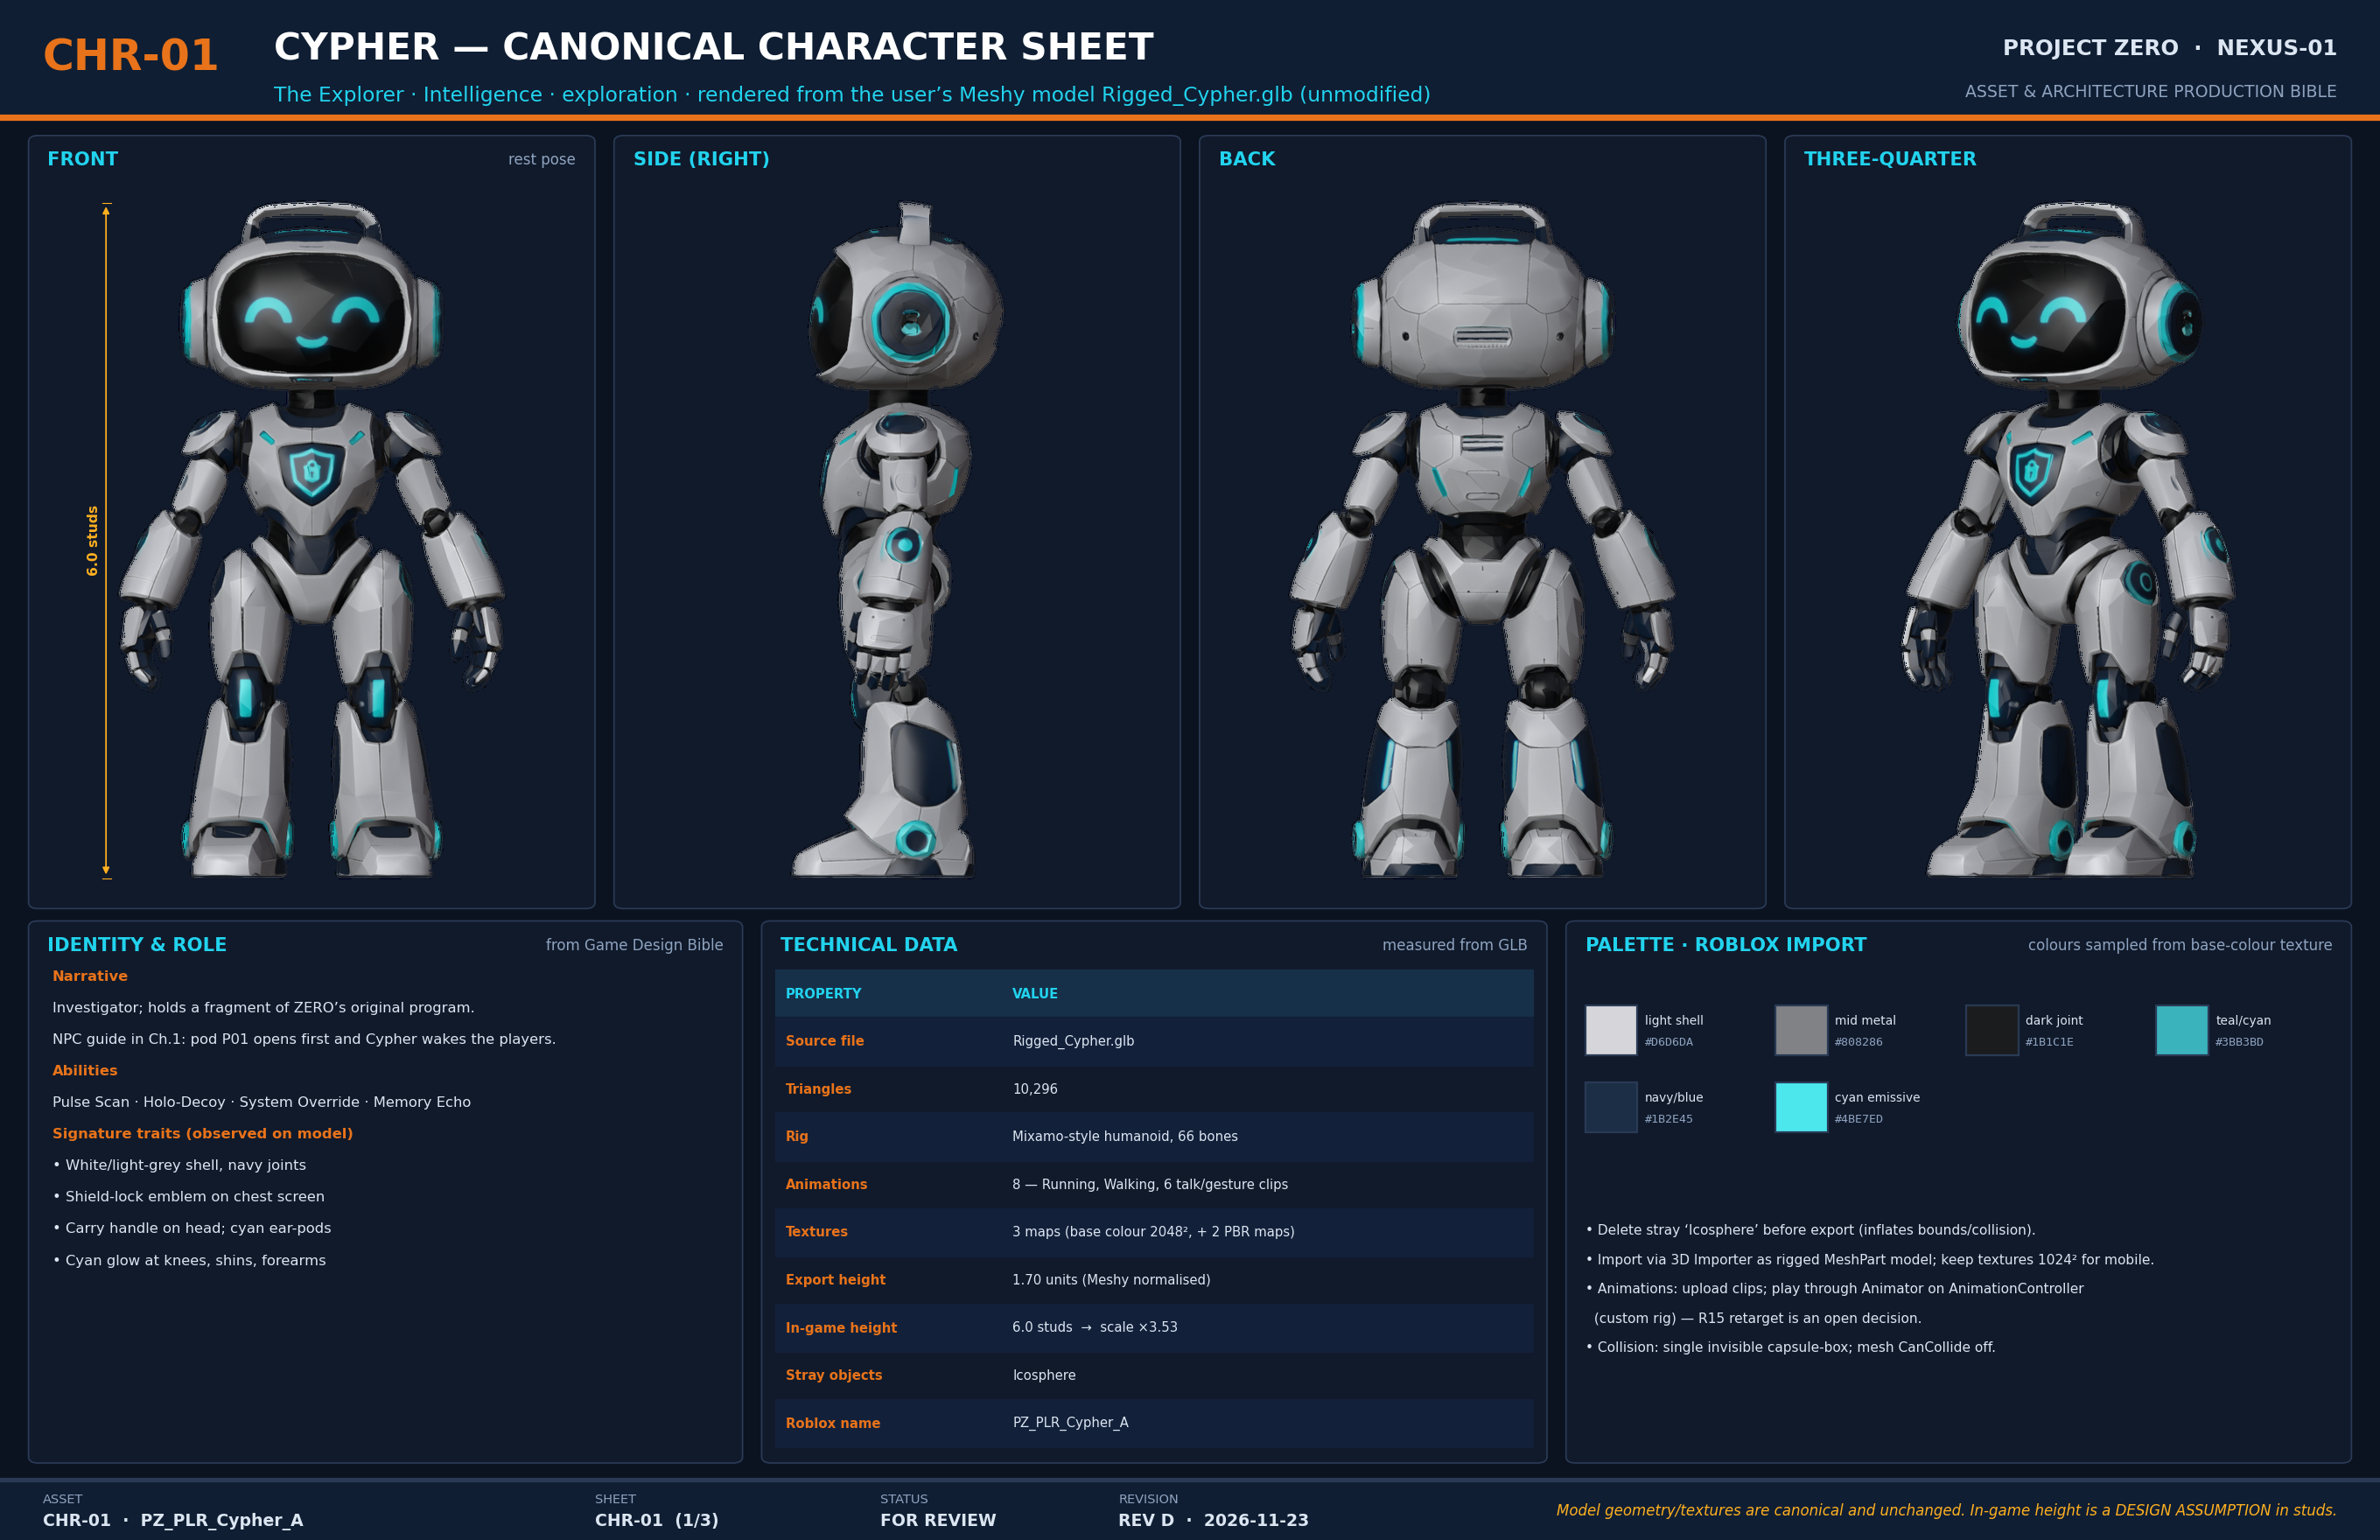 CHR-01
CYPHER — CANONICAL CHARACTER SHEET
The Explorer · Intelligence · exploration · rendered from the user’s Meshy model Rigged_Cypher.glb (unmodified)
PROJECT ZERO · NEXUS-01
ASSET & ARCHITECTURE PRODUCTION BIBLE
FRONT
rest pose
6.0 studs
SIDE (RIGHT)
BACK
THREE-QUARTER
IDENTITY & ROLE
from Game Design Bible
Narrative
Investigator; holds a fragment of ZERO’s original program.
NPC guide in Ch.1: pod P01 opens first and Cypher wakes the players.
Abilities
Pulse Scan · Holo-Decoy · System Override · Memory Echo
Signature traits (observed on model)
• White/light-grey shell, navy joints
• Shield-lock emblem on chest screen
• Carry handle on head; cyan ear-pods
• Cyan glow at knees, shins, forearms
TECHNICAL DATA
measured from GLB
PROPERTY VALUE
Source file Rigged_Cypher.glb
Triangles 10,296
Rig Mixamo-style humanoid, 66 bones
Animations 8 — Running, Walking, 6 talk/gesture clips
Textures 3 maps (base colour 2048², + 2 PBR maps)
Export height 1.70 units (Meshy normalised)
In-game height 6.0 studs → scale ×3.53
Stray objects Icosphere
Roblox name PZ_PLR_Cypher_A
PALETTE · ROBLOX IMPORT
colours sampled from base-colour texture
light shell
#D6D6DA
mid metal
#808286
dark joint
#1B1C1E
teal/cyan
#3BB3BD
navy/blue
#1B2E45
cyan emissive
#4BE7ED
• Delete stray ‘Icosphere’ before export (inflates bounds/collision).
• Import via 3D Importer as rigged MeshPart model; keep textures 1024² for mobile.
• Animations: upload clips; play through Animator on AnimationController
(custom rig) — R15 retarget is an open decision.
• Collision: single invisible capsule-box; mesh CanCollide off.
ASSET
CHR-01 · PZ_PLR_Cypher_A
SHEET
CHR-01 (1/3)
STATUS
FOR REVIEW
REVISION
REV D · 2026-11-23
Model geometry/textures are canonical and unchanged. In-game height is a DESIGN ASSUMPTION in studs.